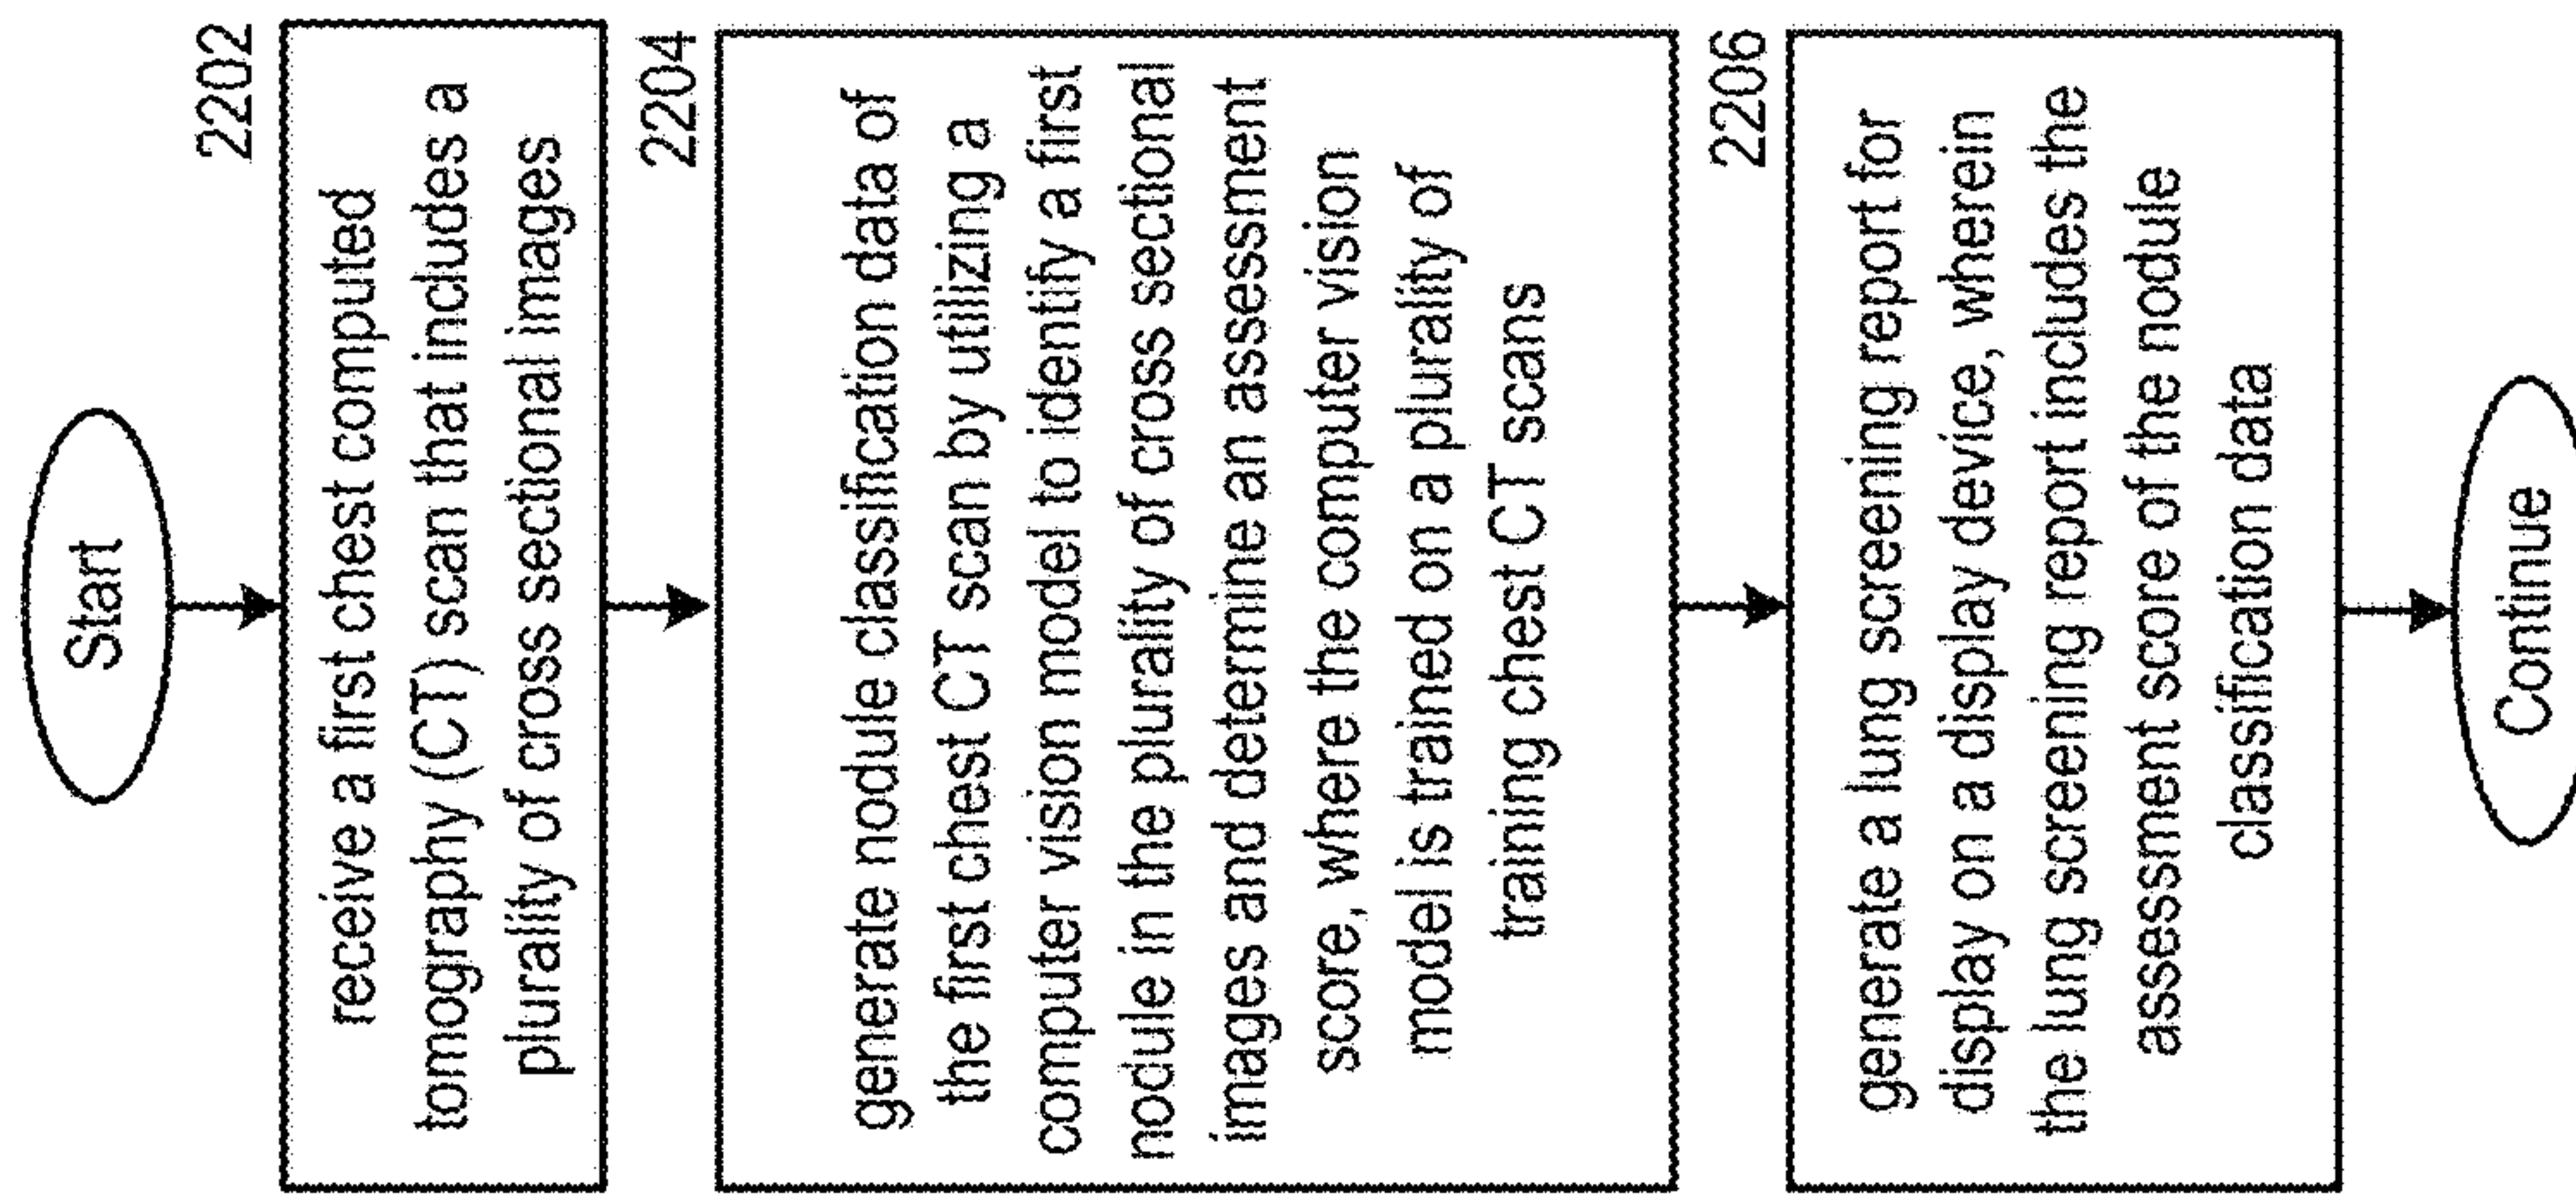 Start
2202
receive a first chest computed
tomography (CT) scan that includes a
plurality of cross sectional images
2204
generate nodule classification data of
the first chest CT scan by utilizing a
computer vision model to identify a first
nodule in the plurality of cross sectional
images and determine an assessment
score, where the computer vision
model is trained on a plurality of
training chest CT scans
2206
generate a lung screening report for
display on a display device, wherein
the lung screening report includes the
assessment score of the nodule
classification data
Continue